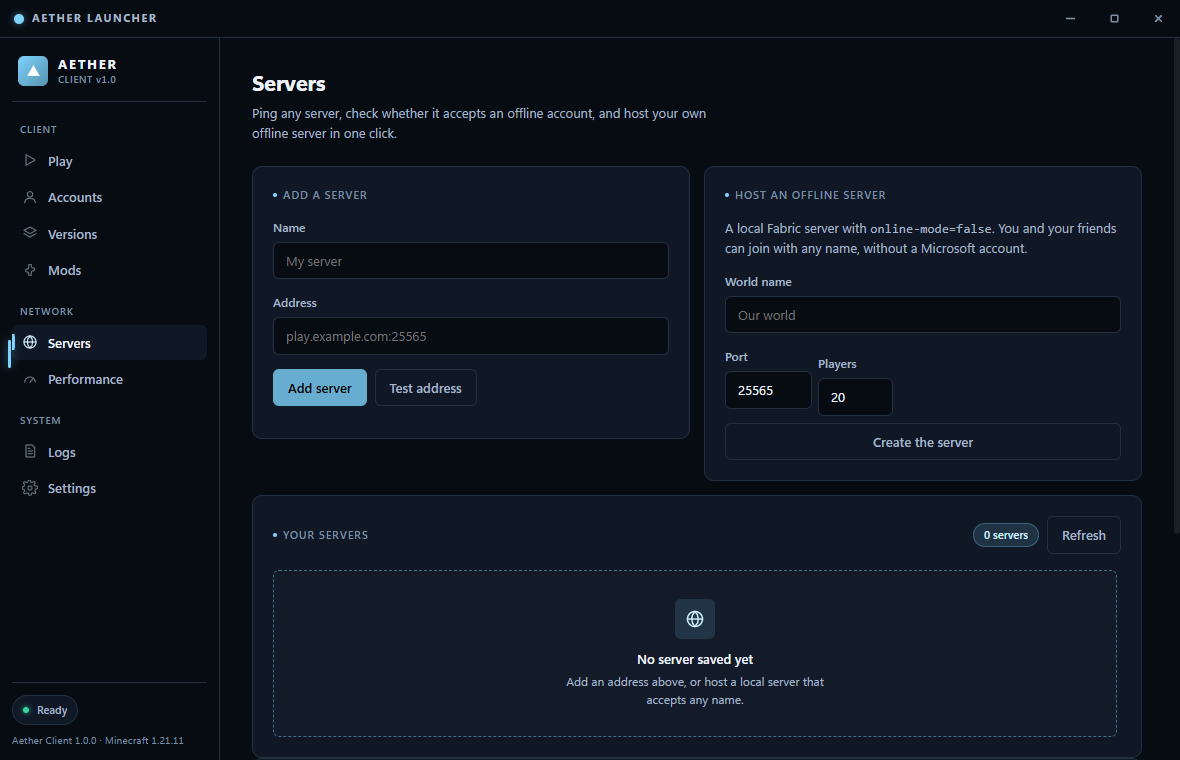 AETHER LAUNCHER
AETHER
CLIENT v1.0
CLIENT
Play
Accounts
Versions
Mods
NETWORK
Servers
Performance
SYSTEM
Logs
Settings
Ready
Aether Client 1.0.0 · Minecraft 1.21.11
Servers
Ping any server, check whether it accepts an offline account, and host your own
offline server in one click.
ADD A SERVER
Name
My server
Address
play.example.com:25565
Add server
Test address
HOST AN OFFLINE SERVER
A local Fabric server with online-mode=false. You and your friends
can join with any name, without a Microsoft account.
World name
Our world
Port
Players
25565
20
Create the server
YOUR SERVERS
0 servers
Refresh
No server saved yet
Add an address above, or host a local server that
accepts any name.